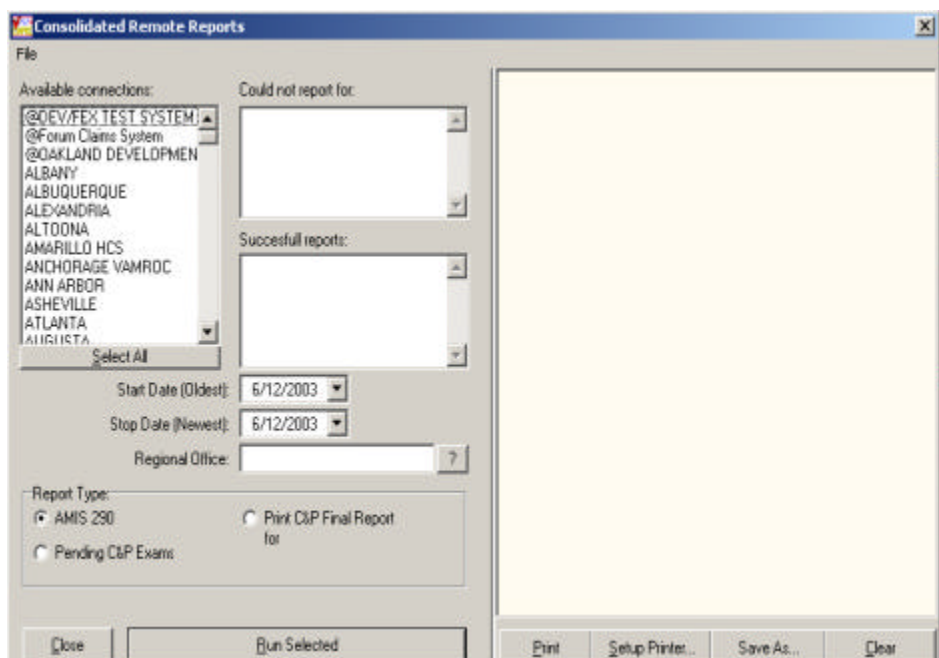 Consolidated Remote Reports
File
Available connections:
@DEV/FEX TEST SYSTEM
@Forum Claims System
@OAKLAND DEVELOPMEN
ALBANY
ALBUQUERQUE
ALEXANDRIA
ALTOONA
AMARILLO HCS
ANCHORAGE VAMROC
ANN ARBOR
ASHEVILLE
ATLANTA
AUGUSTA
Select All
Could not report for:
Succesfull reports:
Start Date (Oldest): 6/12/2003
Stop Date (Newest): 6/12/2003
Regional Office: ?
Report Type:
AMIS 290
Pending C&P Exams
Print C&P Final Report
for
Close
Run Selected
Print
Setup Printer...
Save As...
Clear